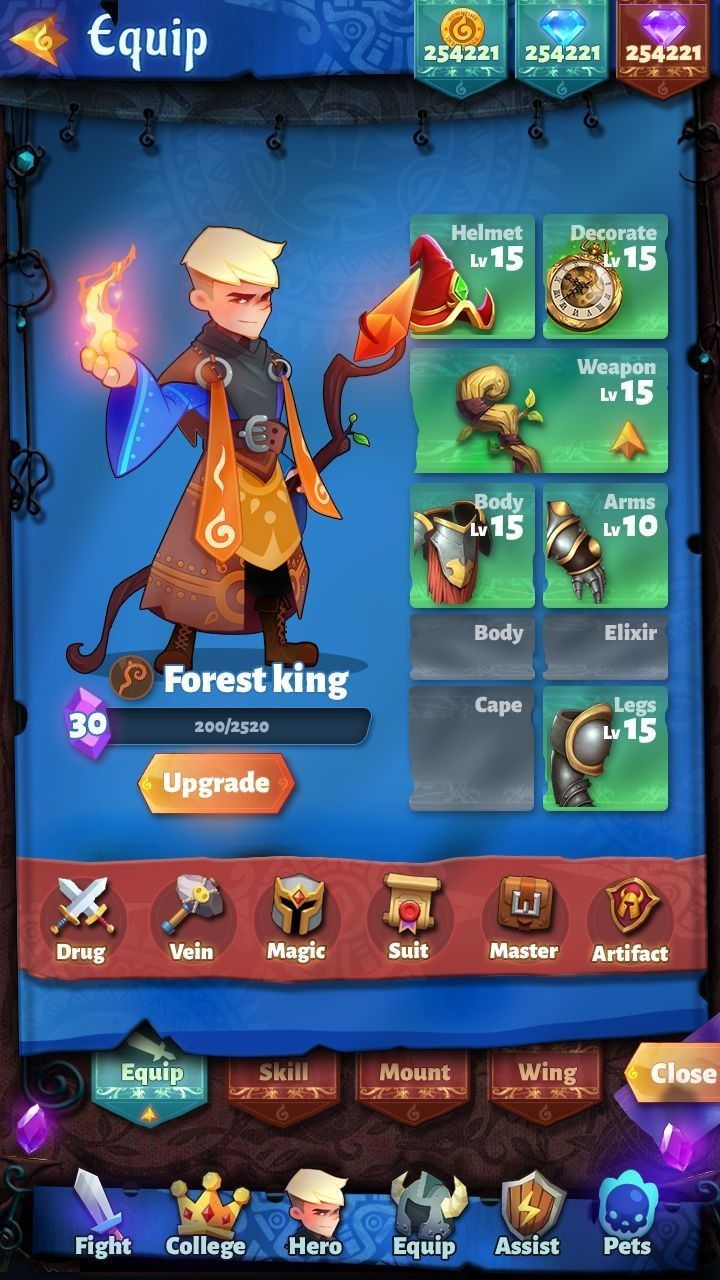 Equip
254221
254221
254221
Helmet
Lv 15
Decorate
Lv 15
Weapon
Lv 15
Body
Lv 15
Arms
Lv 10
Body
Elixir
Cape
Legs
Lv 15
Forest king
30
200/2520
Upgrade
Drug
Vein
Magic
Suit
Master
Artifact
Equip
Skill
Mount
Wing
Close
Fight
College
Hero
Equip
Assist
Pets